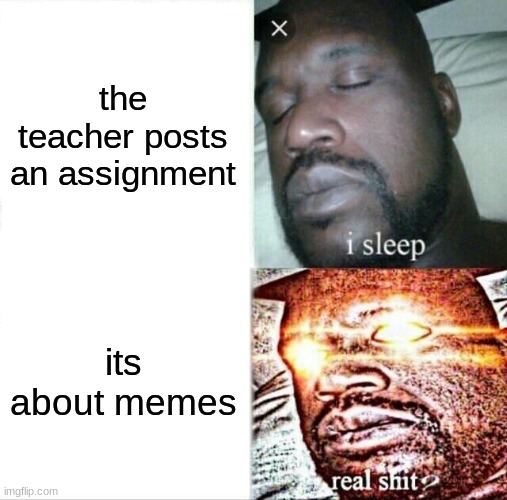 the
teacher posts
an assignment
i sleep
its
about memes
real shit?
imgflip.com